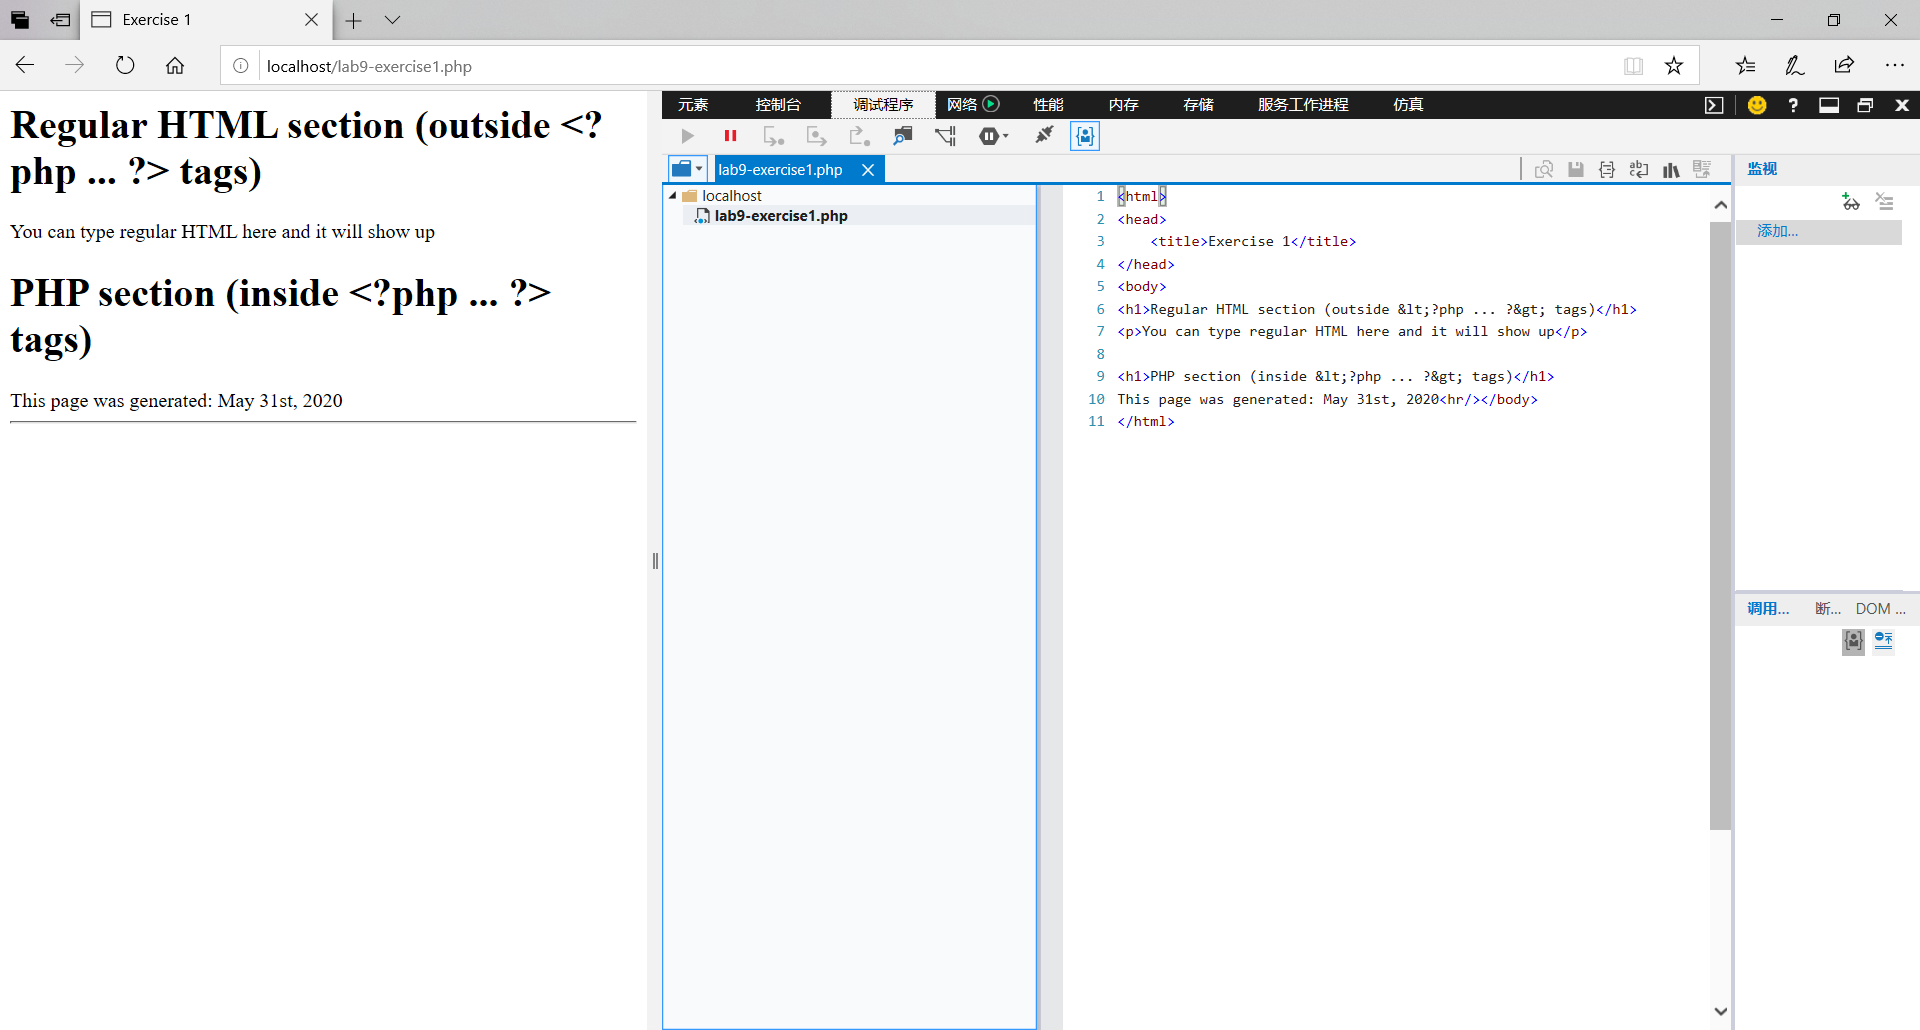 Exercise 1
localhost/lab9-exercise1.php
Regular HTML section (outside <?
php ... ?> tags)
You can type regular HTML here and it will show up
PHP section (inside <?php ... ?>
tags)
This page was generated: May 31st, 2020
元素 控制台 调试程序 网络 性能 内存 存储 服务工作进程 仿真
lab9-exercise1.php
localhost
lab9-exercise1.php
1 <html>
2 <head>
3     <title>Exercise 1</title>
4 </head>
5 <body>
6 <h1>Regular HTML section (outside &lt;?php ... ?&gt; tags)</h1>
7 <p>You can type regular HTML here and it will show up</p>
8
9 <h1>PHP section (inside &lt;?php ... ?&gt; tags)</h1>
10 This page was generated: May 31st, 2020<hr/></body>
11 </html>
监视
添加...
调用... 断... DOM ...